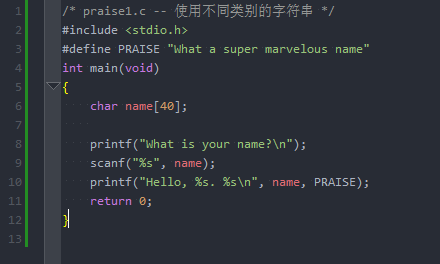 1 /* praise1.c -- 使用不同类别的字符串 */
2 #include <stdio.h>
3 #define PRAISE "What a super marvelous name"
4 int main(void)
5 {
6     char name[40];
7
8     printf("What is your name?\n");
9     scanf("%s", name);
10     printf("Hello, %s. %s\n", name, PRAISE);
11     return 0;
12 }
13